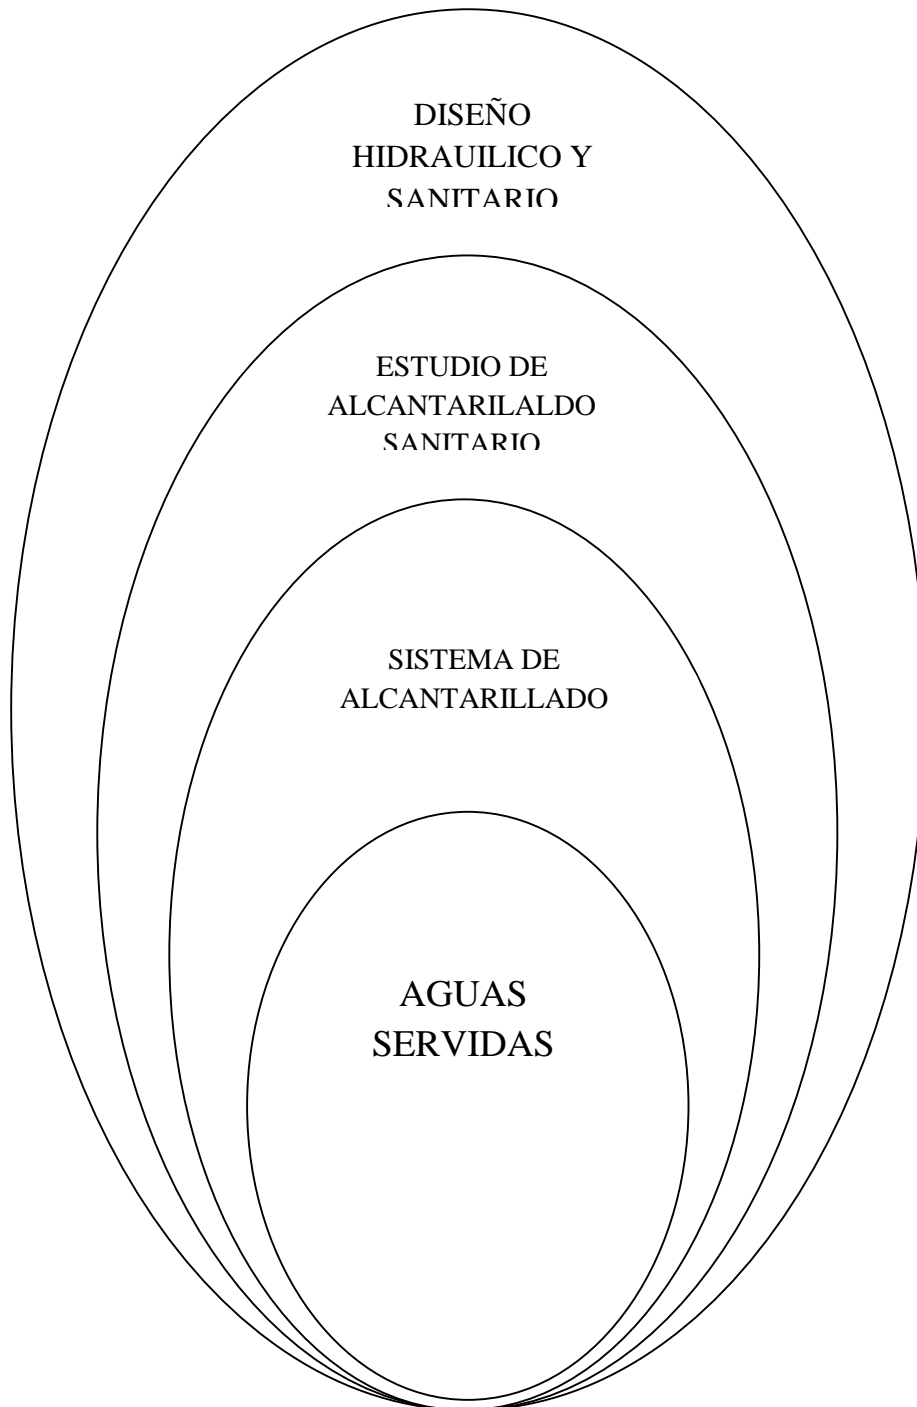 DISEÑO
HIDRAUILICO Y
SANITARIO
ESTUDIO DE
ALCANTARILALDO
SANITARIO
SISTEMA DE
ALCANTARILLADO
AGUAS
SERVIDAS